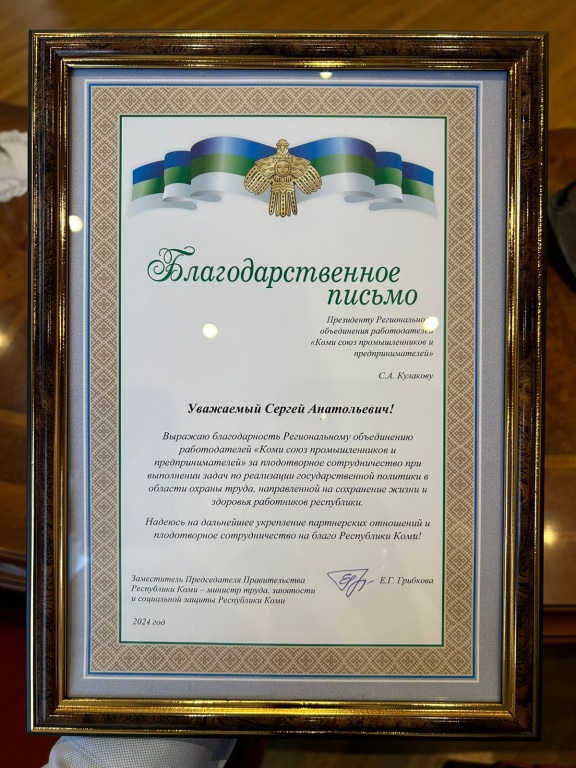 Благодарственное
письмо
Президенту Регионального
объединения работодателей
«Коми союз промышленников и
предпринимателей»
С.А. Кулакову
Уважаемый Сергей Анатольевич!
Выражаю благодарность Региональному объединению
работодателей «Коми союз промышленников и
предпринимателей» за плодотворное сотрудничество при
выполнении задач по реализации государственной политики в
области охраны труда, направленной на сохранение жизни и
здоровья работников республики.
Надеюсь на дальнейшее укрепление партнерских отношений и
плодотворное сотрудничество на благо Республики Коми!
Заместитель Председателя Правительства
Республики Коми – министр труда, занятости
и социальной защиты Республики Коми
Е.Г. Грибкова
2024 год